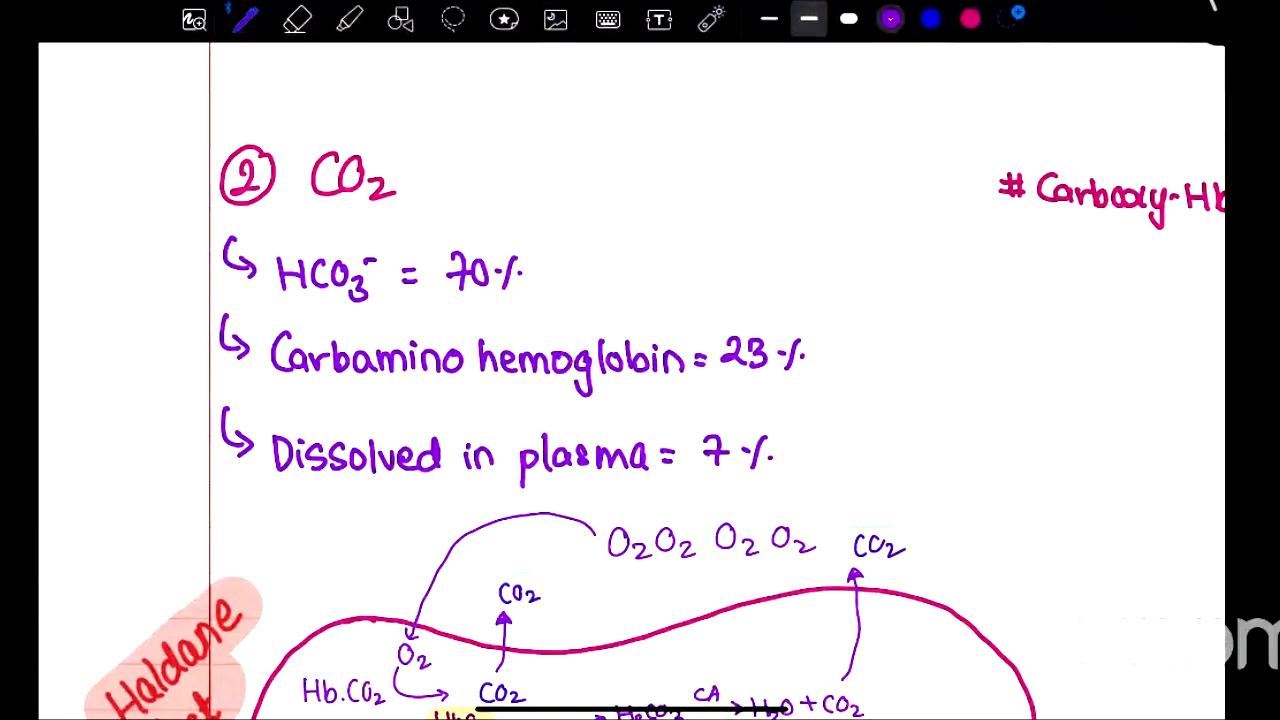 ② CO₂
# Carboxy-Hb
↳ HCO₃⁻ = 70%
↳ Carbamino hemoglobin = 23%
↳ Dissolved in plasma = 7%
O₂ O₂ O₂ O₂ CO₂
CO₂
O₂
Hb.CO₂ CO₂ CA → H₂O + CO₂
Haldane